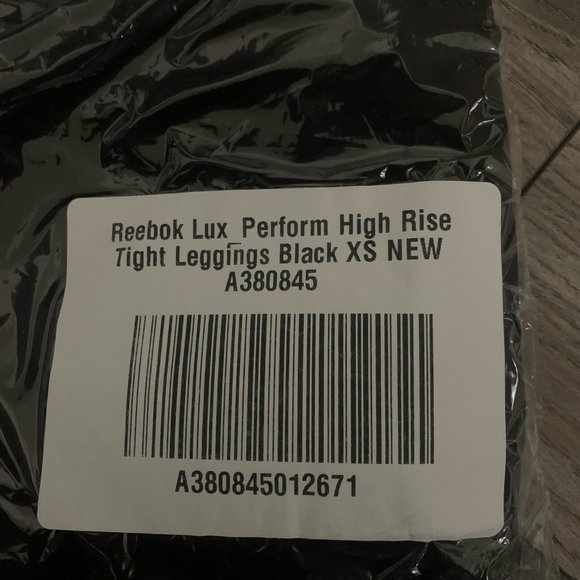 Reebok Lux Perform High Rise
Tight Leggings Black XS NEW
A380845
A380845012671